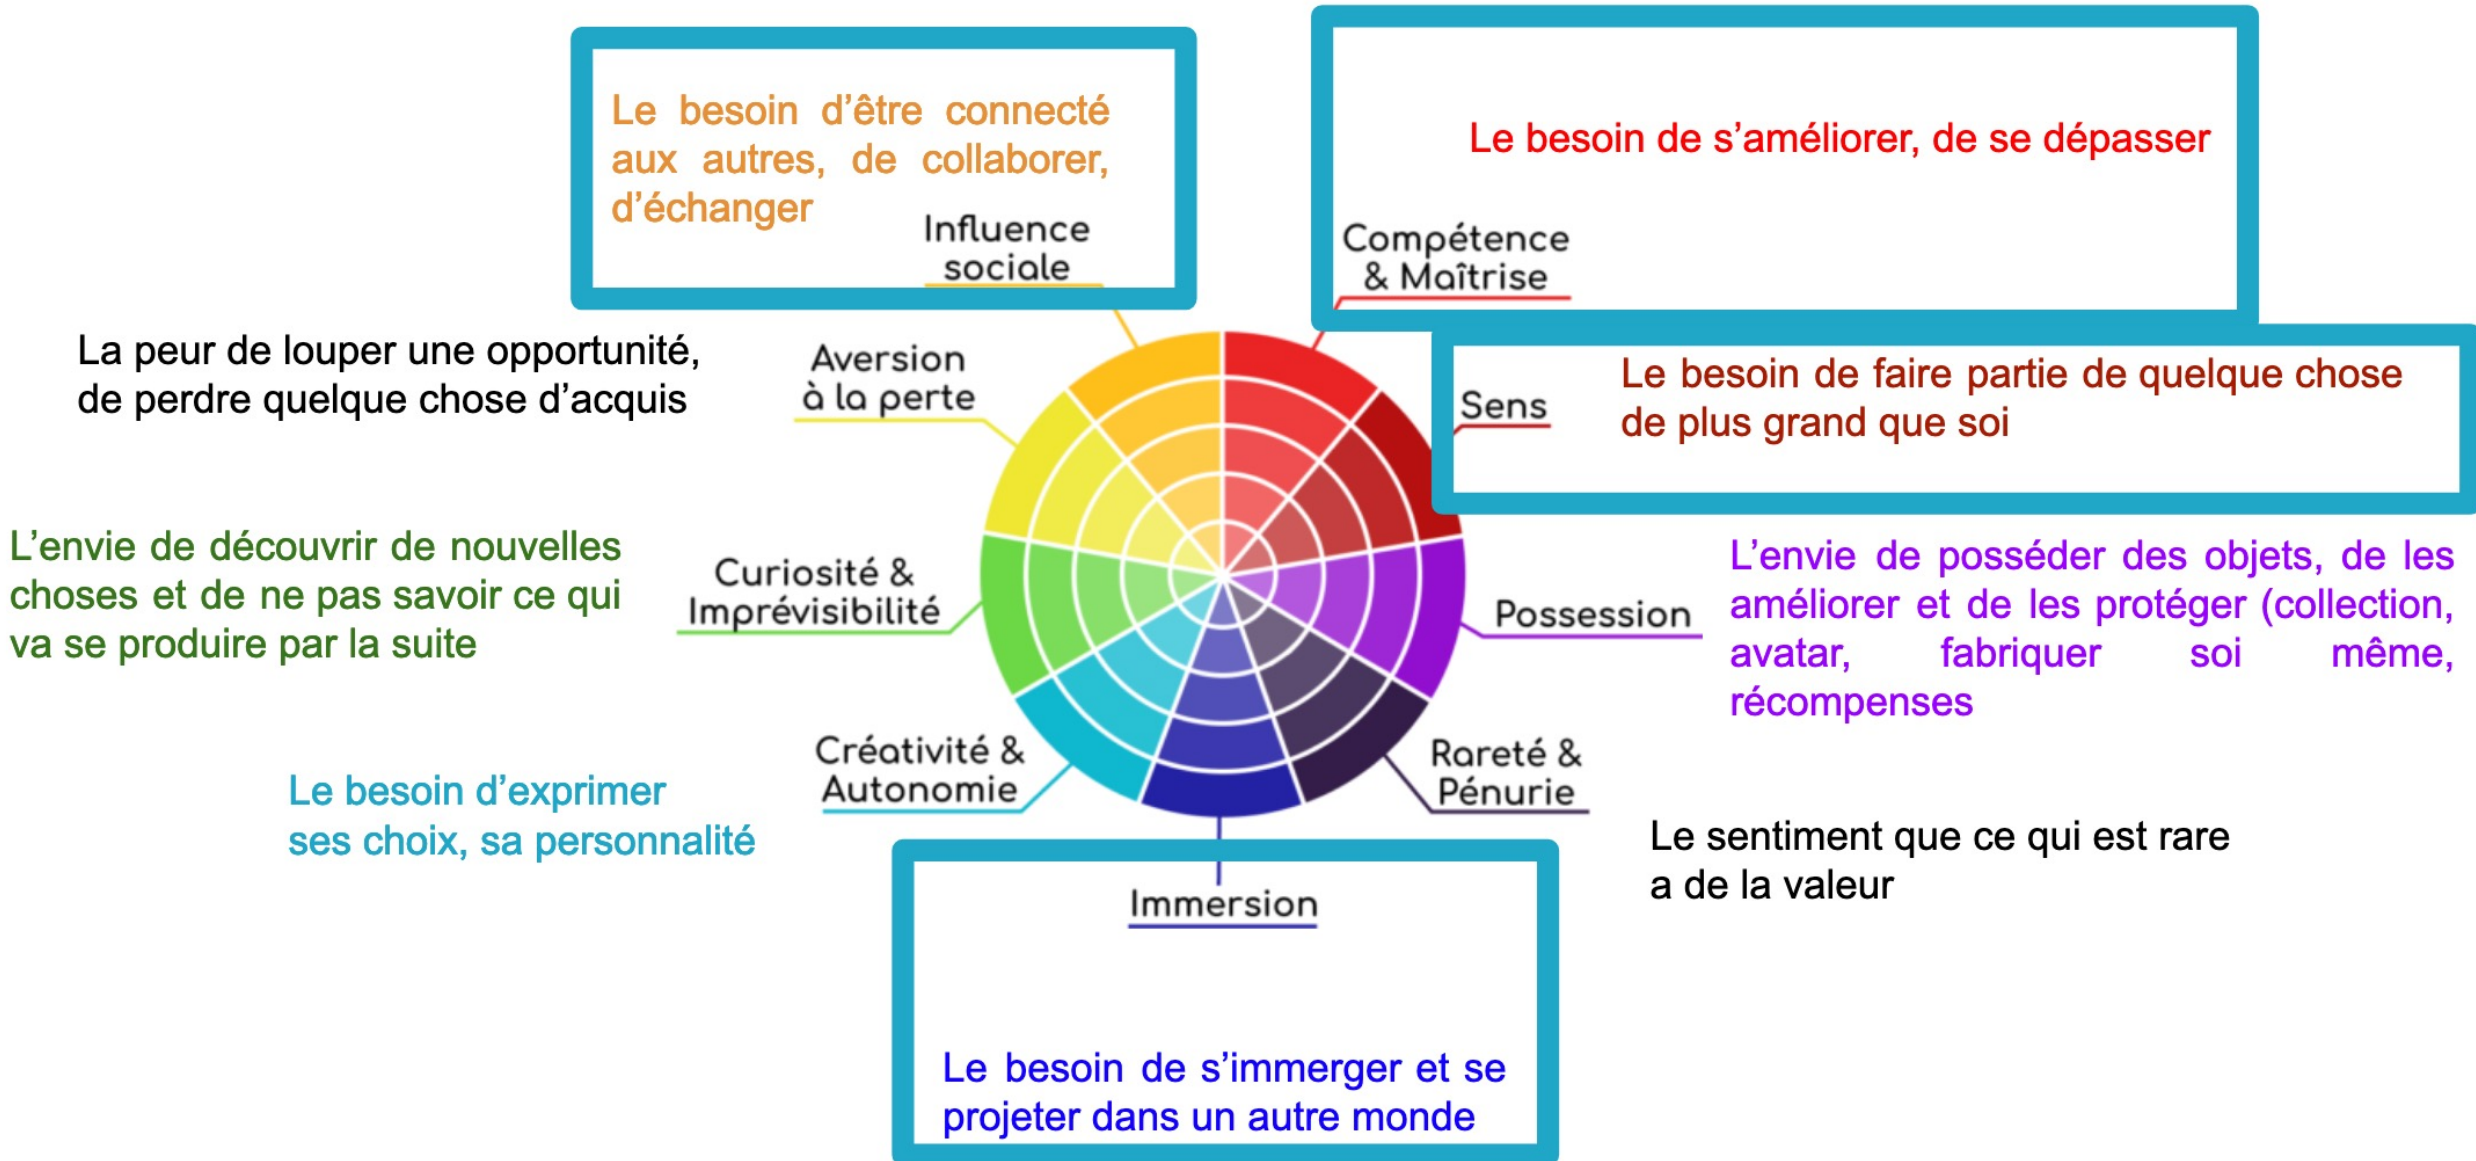 Le besoin d’être connecté
aux autres, de collaborer,
d’échanger
Influence
sociale
Le besoin de s’améliorer, de se dépasser
Compétence
& Maîtrise
La peur de louper une opportunité,
de perdre quelque chose d’acquis
Aversion
à la perte
Sens
Le besoin de faire partie de quelque chose
de plus grand que soi
L’envie de découvrir de nouvelles
choses et de ne pas savoir ce qui
va se produire par la suite
Curiosité &
Imprévisibilité
Possession
L’envie de posséder des objets, de les
améliorer et de les protéger (collection,
avatar, fabriquer soi même,
récompenses
Le besoin d’exprimer
ses choix, sa personnalité
Créativité &
Autonomie
Rareté &
Pénurie
Le sentiment que ce qui est rare
a de la valeur
Immersion
Le besoin de s’immerger et se
projeter dans un autre monde